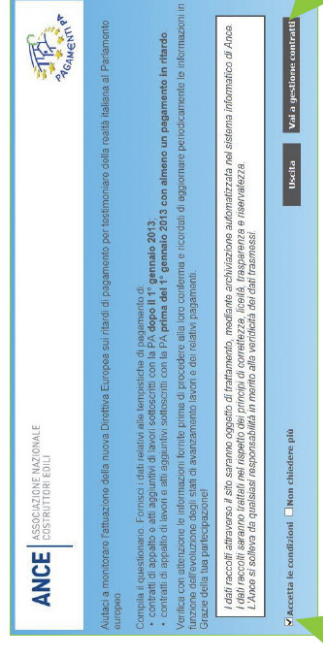 ANCE ASSOCIAZIONE NAZIONALE
COSTRUTTORI EDILI
PAGAMENTI PA
Aiutaci a monitorare l'attuazione della nuova Direttiva Europea sui ritardi di pagamento per testimoniare della realtà italiana al Parlamento
europeo
Compila il questionario. Fornisci i dati relativi alle tempistiche di pagamento di:
• contratti di appalto e atti aggiuntivi di lavori sottoscritti con la PA dopo il 1° gennaio 2013;
• contratti di appalto di lavori e atti aggiuntivi sottoscritti con la PA prima del 1° gennaio 2013 con almeno un pagamento in ritardo.
Verifica con attenzione le informazioni fornite prima di procedere alla loro conferma e ricordati di aggiornare periodicamente le informazioni in
funzione dell'evoluzione degli stati di avanzamento lavori e dei relativi pagamenti.
Grazie della tua partecipazione!
I dati raccolti attraverso il sito saranno oggetto di trattamento, mediante archiviazione automatizzata nel sistema informatico di Ance.
I dati raccolti saranno trattati nel rispetto dei principi di correttezza, liceità, trasparenza e riservatezza.
L'Ance si solleva da qualsiasi responsabilità in merito alla veridicità dei dati trasmessi.
Accetta le condizioni Non chiedere più
Uscita Vai a gestione contratti